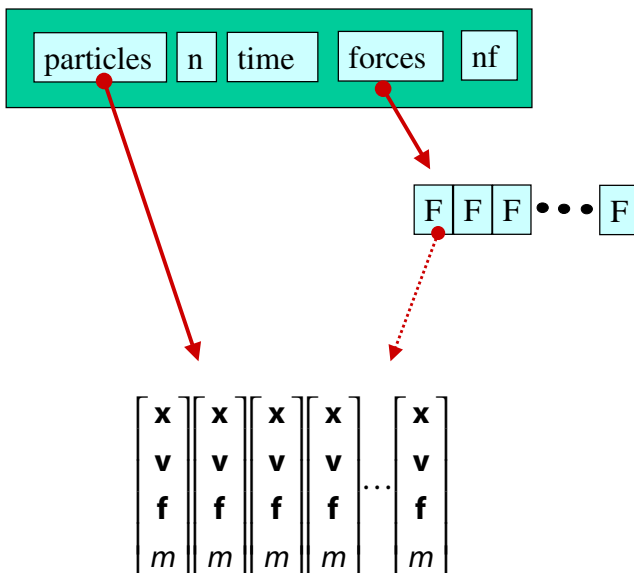 particles n time forces nf
F F F ••• F
x x x x x
v v v v v
f f f f ... f
m m m m m